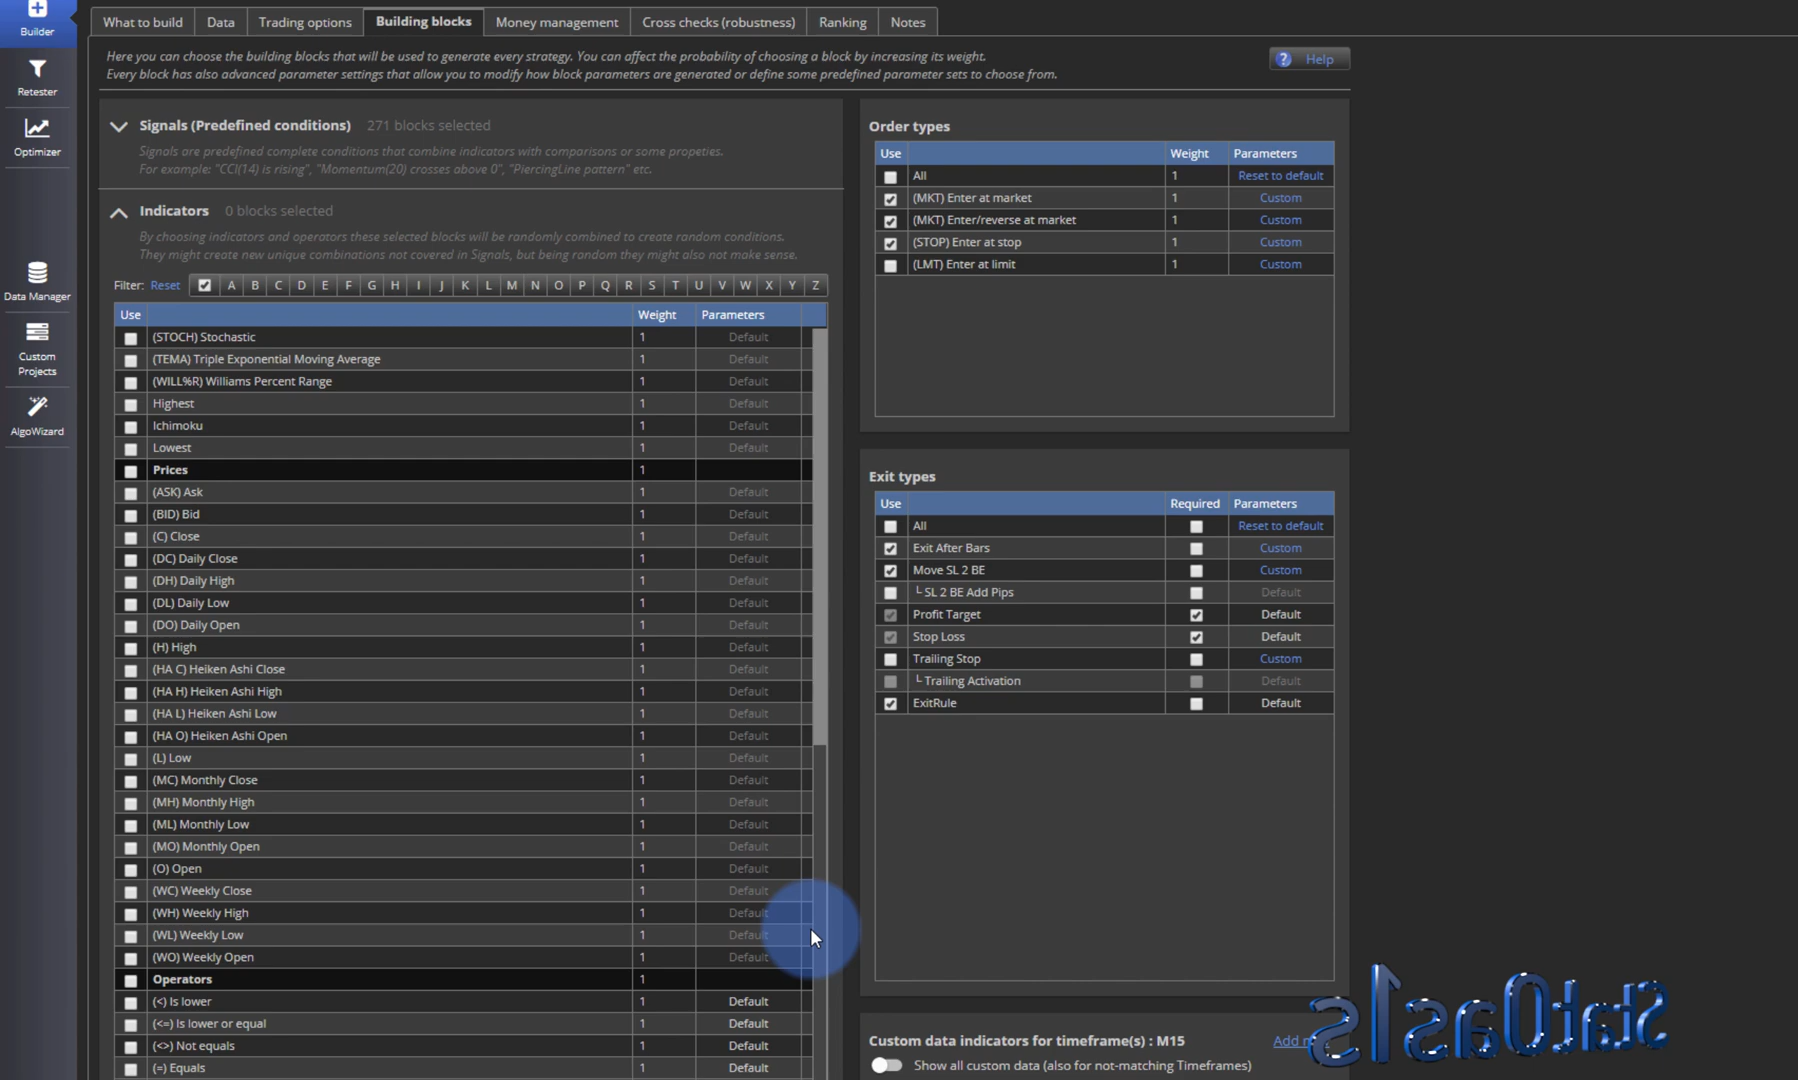 Builder
Retester
Optimizer
Data Manager
Custom
Projects
AlgoWizard
What to build
Data
Trading options
Building blocks
Money management
Cross checks (robustness)
Ranking
Notes
Here you can choose the building blocks that will be used to generate every strategy. You can affect the probability of choosing a block by increasing its weight.
Every block has also advanced parameter settings that allow you to modify how block parameters are generated or define some predefined parameter sets to choose from.
? Help
Signals (Predefined conditions) 271 blocks selected
Signals are predefined complete conditions that combine indicators with comparisons or some propeties.
For example: "CCI(14) is rising", "Momentum(20) crosses above 0", "PiercingLine pattern" etc.
Indicators 0 blocks selected
By choosing indicators and operators these selected blocks will be randomly combined to create random conditions.
They might create new unique combinations not covered in Signals, but being random they might also not make sense.
Filter: Reset A B C D E F G H I J K L M N O P Q R S T U V W X Y Z
Use Weight Parameters
(STOCH) Stochastic 1 Default
(TEMA) Triple Exponential Moving Average 1 Default
(WILL%R) Williams Percent Range 1 Default
Highest 1 Default
Ichimoku 1 Default
Lowest 1 Default
Prices 1
(ASK) Ask 1 Default
(BID) Bid 1 Default
(C) Close 1 Default
(DC) Daily Close 1 Default
(DH) Daily High 1 Default
(DL) Daily Low 1 Default
(DO) Daily Open 1 Default
(H) High 1 Default
(HA C) Heiken Ashi Close 1 Default
(HA H) Heiken Ashi High 1 Default
(HA L) Heiken Ashi Low 1 Default
(HA O) Heiken Ashi Open 1 Default
(L) Low 1 Default
(MC) Monthly Close 1 Default
(MH) Monthly High 1 Default
(ML) Monthly Low 1 Default
(MO) Monthly Open 1 Default
(O) Open 1 Default
(WC) Weekly Close 1 Default
(WH) Weekly High 1 Default
(WL) Weekly Low 1 Default
(WO) Weekly Open 1 Default
Operators 1
(<) Is lower 1 Default
(<=) Is lower or equal 1 Default
(<>) Not equals 1 Default
(=) Equals 1 Default
Order types
Use Weight Parameters
All 1 Reset to default
(MKT) Enter at market 1 Custom
(MKT) Enter/reverse at market 1 Custom
(STOP) Enter at stop 1 Custom
(LMT) Enter at limit 1 Custom
Exit types
Use Required Parameters
All Reset to default
Exit After Bars Custom
Move SL 2 BE Custom
SL 2 BE Add Pips Default
Profit Target Default
Stop Loss Default
Trailing Stop Custom
Trailing Activation Default
ExitRule Default
Custom data indicators for timeframe(s) : M15 Add
Show all custom data (also for not-matching Timeframes)